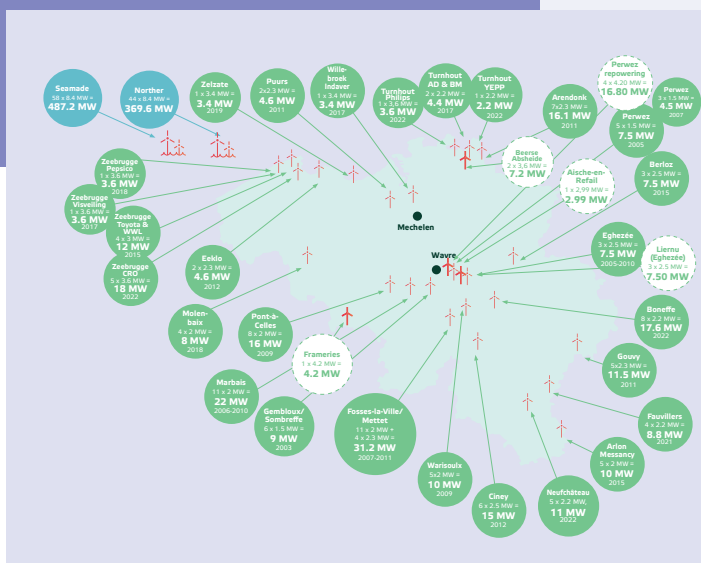 Seamade
58 x 8.4 MW =
487.2 MW
Norther
44 x 8.4 MW =
369.6 MW
Zelzate
1 x 3.4 MW =
3.4 MW
2019
Puurs
2x2.3 MW =
4.6 MW
2011
Wille-
broek
Indaver
1 x 3.4 MW =
3.4 MW
2017
Turnhout
Philips
1 x 3.6 MW =
3.6 MW
2022
Turnhout
AD & BM
2 x 2.2 MW =
4.4 MW
2017
Turnhout
YEPP
1 x 2.2 MW =
2.2 MW
2022
Arendonk
7x2.3 MW =
16.1 MW
2011
Perwez
repowering
4 x 4.20 MW =
16.80 MW
Perwez
3 x 1.5 MW =
4.5 MW
2007
Perwez
5 x 1.5 MW =
7.5 MW
2005
Beerse
Absheide
2 x 3,6 MW =
7.2 MW
Aische-en-
Refail
1 x 2,99 MW =
2.99 MW
Berloz
3 x 2.5 MW =
7.5 MW
2015
Zeebrugge
Pepsico
1 x 3.6 MW =
3.6 MW
2018
Zeebrugge
Visveiling
1 x 3.6 MW =
3.6 MW
2017
Zeebrugge
Toyota &
WWL
4 x 3 MW =
12 MW
2015
Zeebrugge
CRO
5 x 3.6 MW =
18 MW
2022
Mechelen
Wavre
Eeklo
2 x 2.3 MW =
4.6 MW
2012
Eghezée
3 x 2.5 MW =
7.5 MW
2005-2010
Liernu
(Eghezée)
3 x 2.5 MW =
7.50 MW
Molen-
baix
4 x 2 MW =
8 MW
2018
Pont-à-
Celles
8 x 2 MW =
16 MW
2009
Boneffe
8 x 2.2 MW =
17.6 MW
2022
Frameries
1 x 4.2 MW =
4.2 MW
Gouvy
5x2.3 MW =
11.5 MW
2011
Marbais
11 x 2 MW =
22 MW
2006-2010
Gembloux/
Sombreffe
6 x 1.5 MW =
9 MW
2003
Fosses-la-Ville/
Mettet
11 x 2 MW +
4 x 2.3 MW =
31.2 MW
2007-2011
Fauvillers
4 x 2.2 MW =
8.8 MW
2021
Warisoulx
5x2 MW =
10 MW
2009
Ciney
6 x 2.5 MW =
15 MW
2012
Neufchâteau
5 x 2.2 MW,
11 MW
2022
Arlon
Messancy
5 x 2 MW =
10 MW
2015